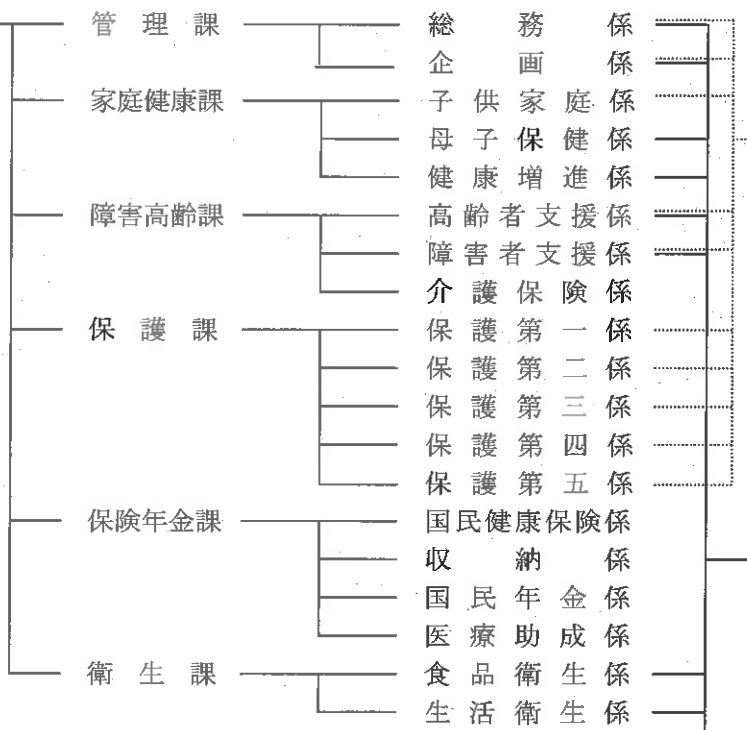 管理課 総務係
企画係
家庭健康課 子供家庭係
母子保健係
健康増進係
障害高齢課 高齢者支援係
障害者支援係
介護保険係
保護課 保護第一係
保護第二係
保護第三係
保護第四係
保護第五係
保険年金課 国民健康保険係
収納係
国民年金係
医療助成係
衛生課 食品衛生係
生活衛生係